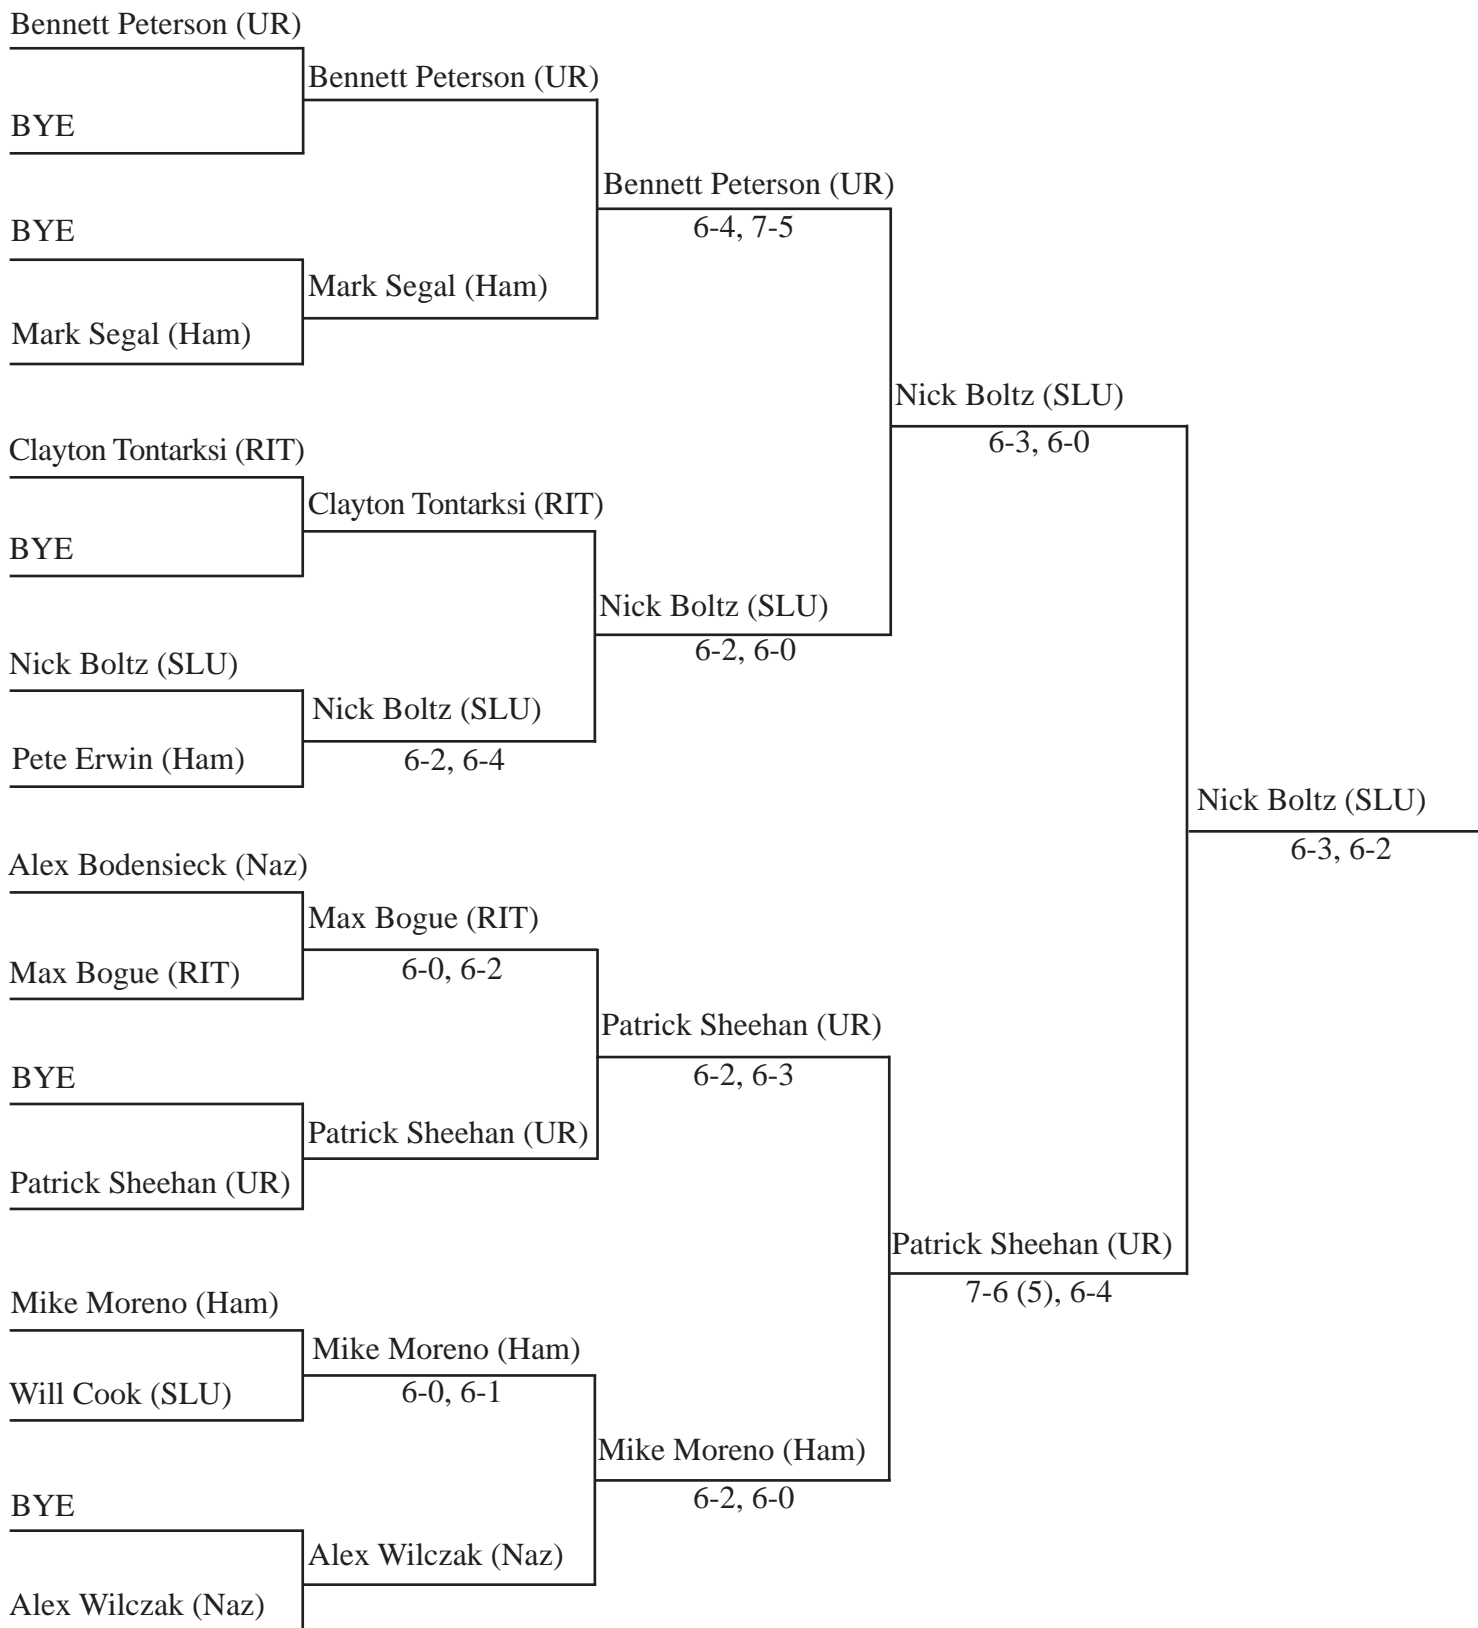 Bennett Peterson (UR)
BYE
BYE
Mark Segal (Ham)
Clayton Tontarksi (RIT)
BYE
Nick Boltz (SLU)
Pete Erwin (Ham)
Alex Bodensieck (Naz)
Max Bogue (RIT)
BYE
Patrick Sheehan (UR)
Mike Moreno (Ham)
Will Cook (SLU)
BYE
Alex Wilczak (Naz)
Bennett Peterson (UR)
Mark Segal (Ham)
Clayton Tontarksi (RIT)
Nick Boltz (SLU)
6-2, 6-4
Max Bogue (RIT)
6-0, 6-2
Patrick Sheehan (UR)
Mike Moreno (Ham)
6-0, 6-1
Alex Wilczak (Naz)
Bennett Peterson (UR)
6-4, 7-5
Nick Boltz (SLU)
6-2, 6-0
Patrick Sheehan (UR)
6-2, 6-3
Mike Moreno (Ham)
6-2, 6-0
Nick Boltz (SLU)
6-3, 6-0
Patrick Sheehan (UR)
7-6 (5), 6-4
Nick Boltz (SLU)
6-3, 6-2